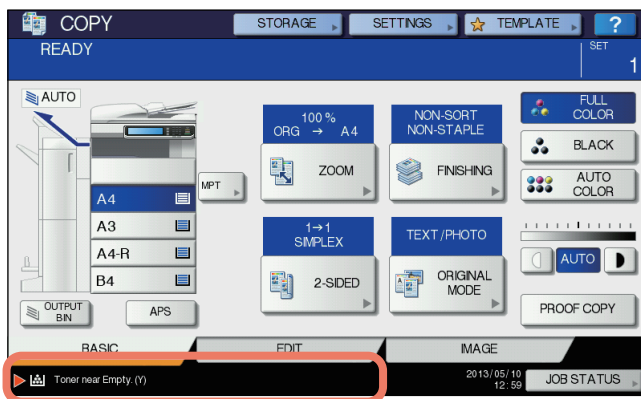 COPY
STORAGE
SETTINGS
TEMPLATE
?
READY
SET
1
AUTO
100 %
ORG → A4
ZOOM
NON-SORT
NON-STAPLE
FINISHING
FULL
COLOR
BLACK
AUTO
COLOR
MPT
A4
A3
A4-R
B4
1→1
SIMPLEX
2-SIDED
TEXT/PHOTO
ORIGINAL
MODE
AUTO
OUTPUT
BIN
APS
PROOF COPY
BASIC
EDIT
IMAGE
Toner near Empty. (Y)
2013/05/10
12:59
JOB STATUS